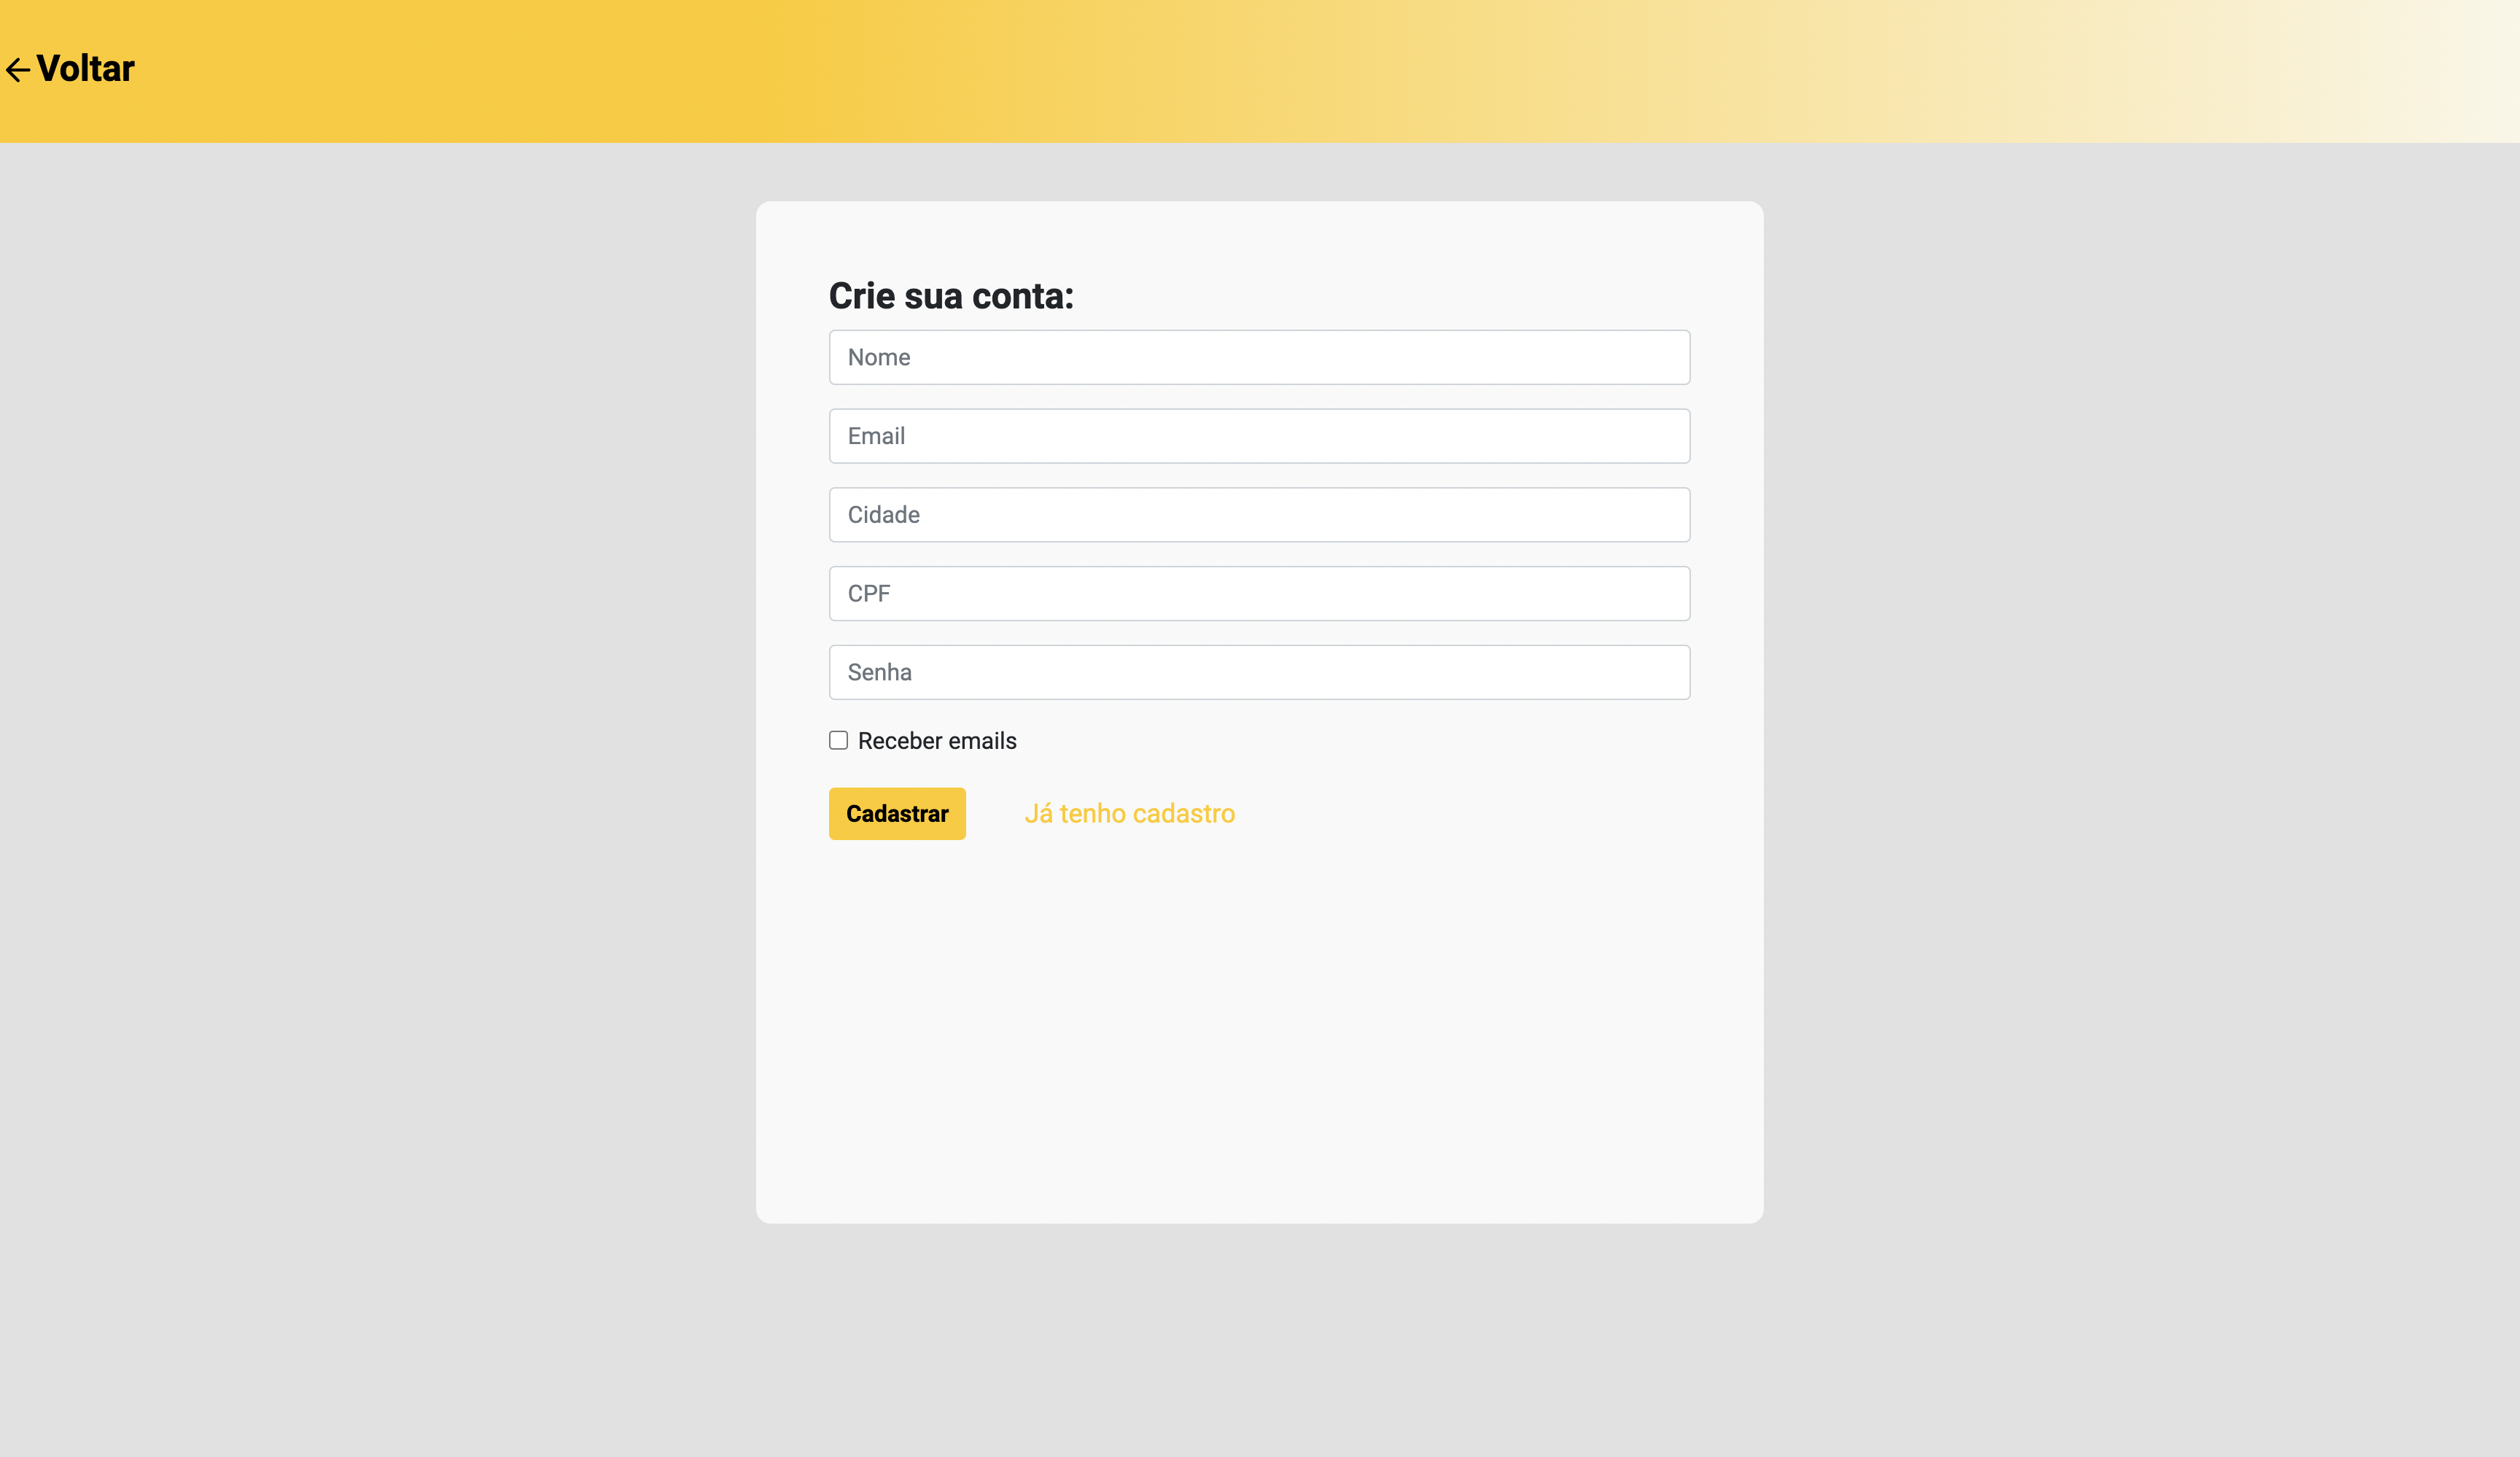 Voltar
Crie sua conta:
Nome
Email
Cidade
CPF
Senha
Receber emails
Cadastrar
Já tenho cadastro